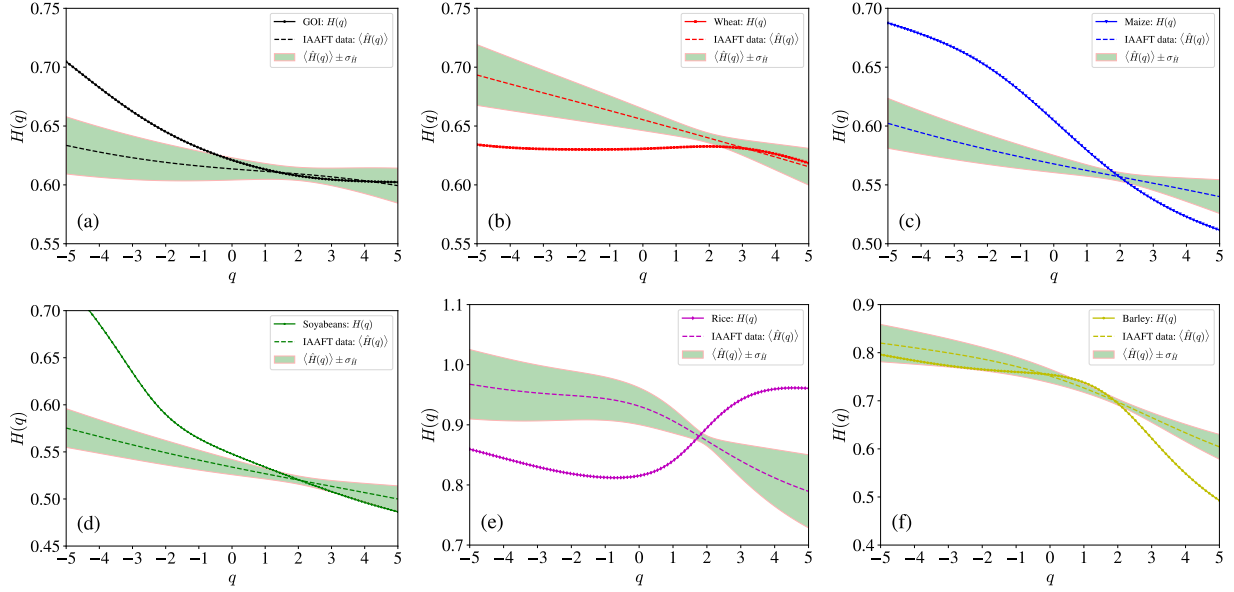 0.75
0.70
0.65
0.60
0.55
H(q)
−5 −4 −3 −2 −1 0 1 2 3 4 5
q
(a)
GOI: H(q)
IAAFT data: ⟨Ĥ(q)⟩
⟨Ĥ(q)⟩ ± σ_Ĥ
0.75
0.70
0.65
0.60
0.55
H(q)
−5 −4 −3 −2 −1 0 1 2 3 4 5
q
(b)
Wheat: H(q)
IAAFT data: ⟨Ĥ(q)⟩
⟨Ĥ(q)⟩ ± σ_Ĥ
0.70
0.65
0.60
0.55
0.50
H(q)
−5 −4 −3 −2 −1 0 1 2 3 4 5
q
(c)
Maize: H(q)
IAAFT data: ⟨Ĥ(q)⟩
⟨Ĥ(q)⟩ ± σ_Ĥ
0.70
0.65
0.60
0.55
0.50
0.45
H(q)
−5 −4 −3 −2 −1 0 1 2 3 4 5
q
(d)
Soyabeans: H(q)
IAAFT data: ⟨Ĥ(q)⟩
⟨Ĥ(q)⟩ ± σ_Ĥ
1.1
1.0
0.9
0.8
0.7
H(q)
−5 −4 −3 −2 −1 0 1 2 3 4 5
q
(e)
Rice: H(q)
IAAFT data: ⟨Ĥ(q)⟩
⟨Ĥ(q)⟩ ± σ_Ĥ
0.9
0.8
0.7
0.6
0.5
0.4
H(q)
−5 −4 −3 −2 −1 0 1 2 3 4 5
q
(f)
Barley: H(q)
IAAFT data: ⟨Ĥ(q)⟩
⟨Ĥ(q)⟩ ± σ_Ĥ